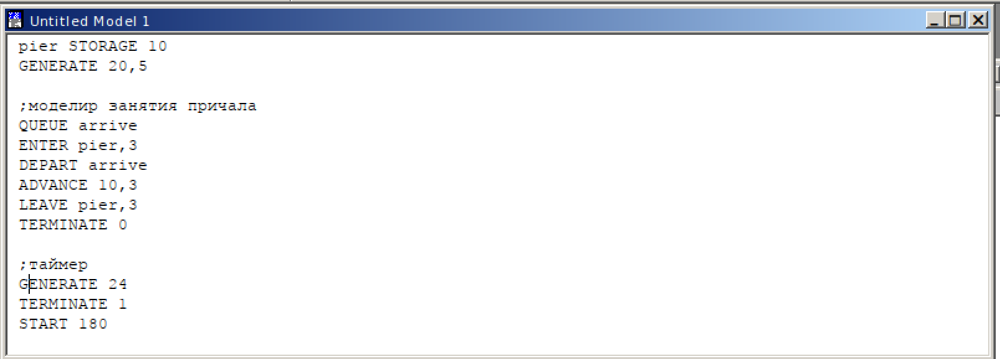 Untitled Model 1
pier STORAGE 10
GENERATE 20,5
;моделир занятия причала
QUEUE arrive
ENTER pier,3
DEPART arrive
ADVANCE 10,3
LEAVE pier,3
TERMINATE 0
;таймер
GENERATE 24
TERMINATE 1
START 180